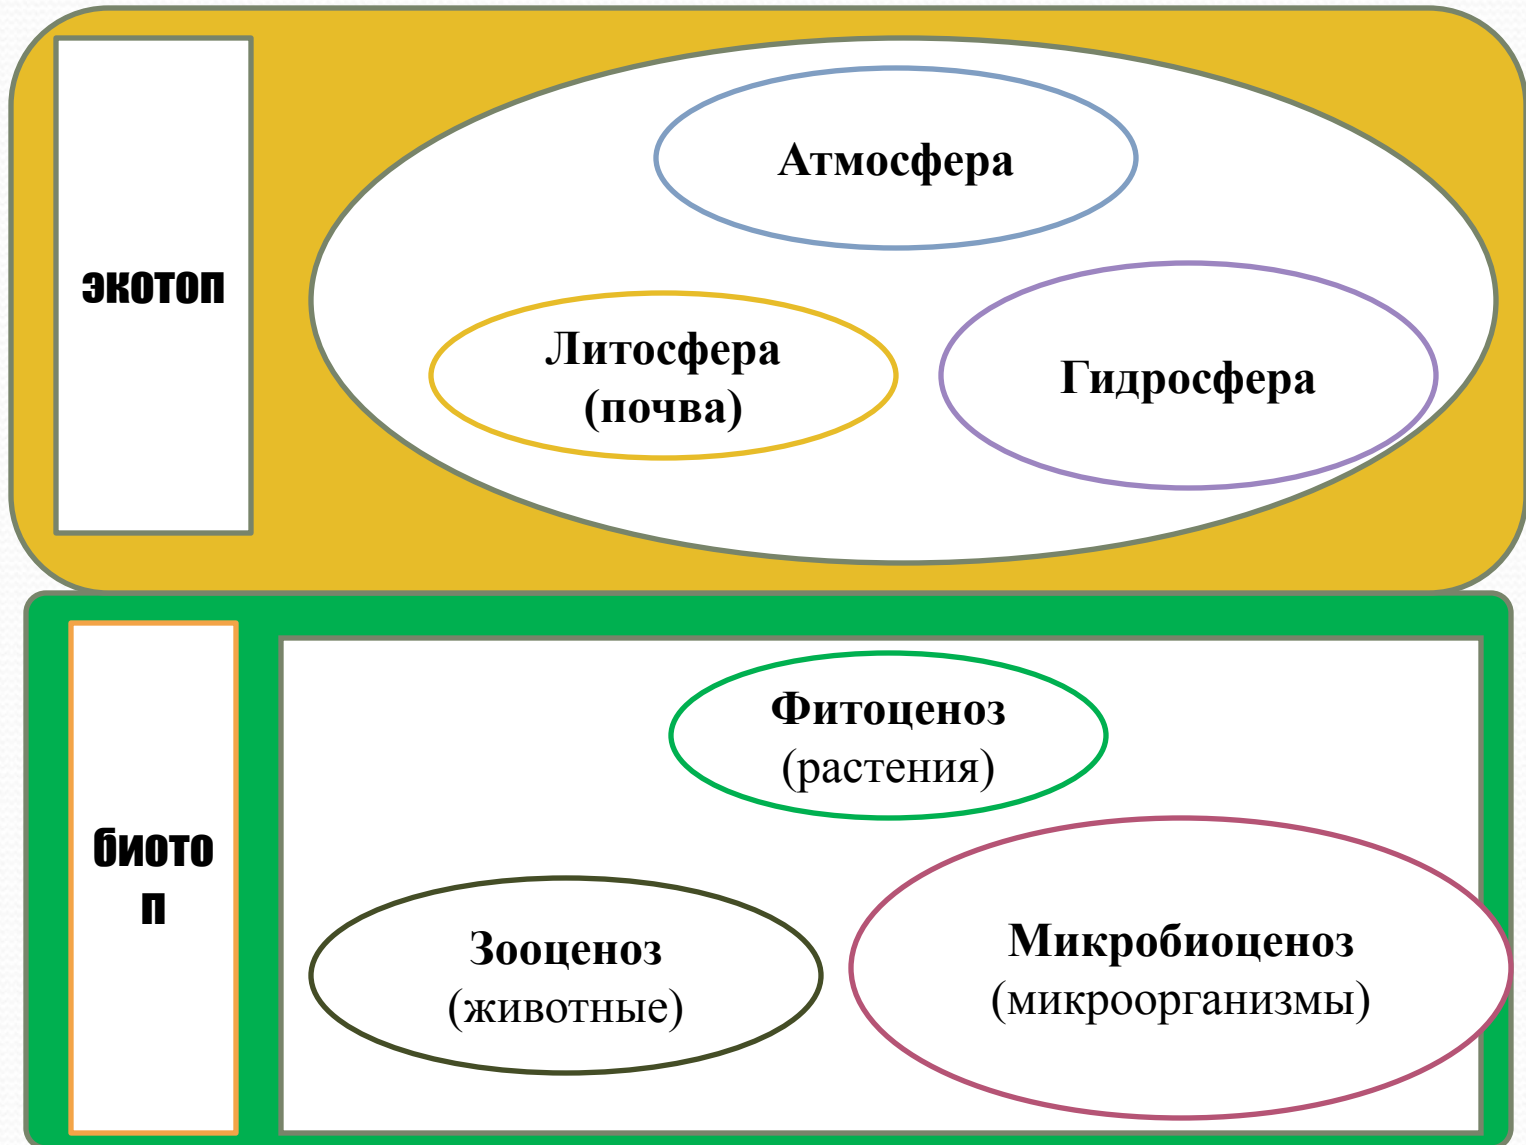 экотоп
Атмосфера
Литосфера
(почва)
Гидросфера
биото
п
Фитоценоз
(растения)
Зооценоз
(животные)
Микробиоценоз
(микроорганизмы)